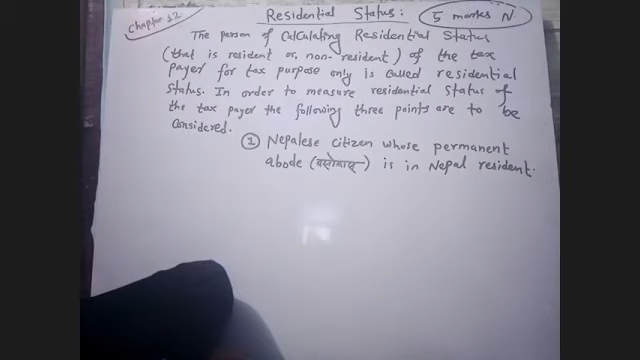 Chapter 12
Residential Status:
5 marks N
The person of Calculating Residential Status
(that is resident or non-resident) of the tax
payer for tax purpose only is called residential
status. In order to measure residential status of
the tax payer the following three points are to be
considered.
① Nepalese citizen whose permanent
abode (बसोबास) is in Nepal resident.